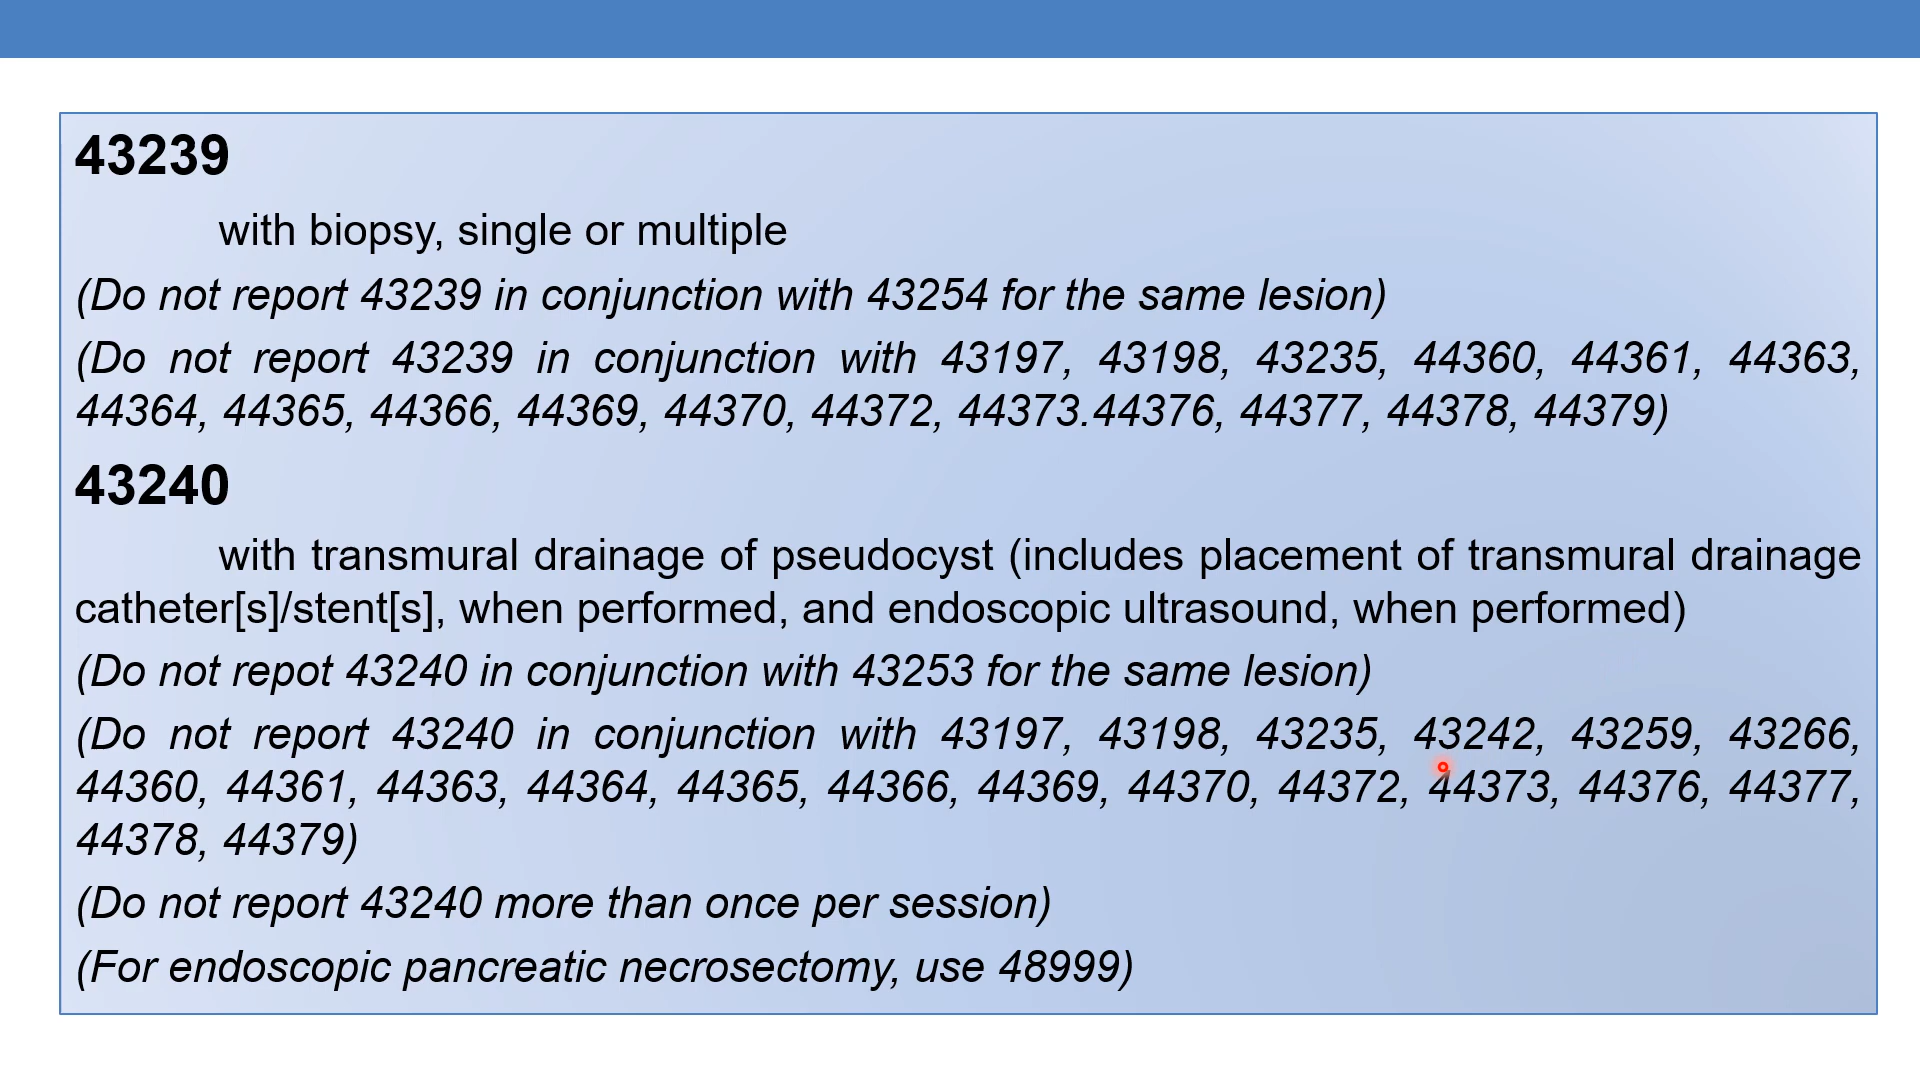 43239
with biopsy, single or multiple
(Do not report 43239 in conjunction with 43254 for the same lesion)
(Do not report 43239 in conjunction with 43197, 43198, 43235, 44360, 44361, 44363,
44364, 44365, 44366, 44369, 44370, 44372, 44373.44376, 44377, 44378, 44379)
43240
with transmural drainage of pseudocyst (includes placement of transmural drainage
catheter[s]/stent[s], when performed, and endoscopic ultrasound, when performed)
(Do not repot 43240 in conjunction with 43253 for the same lesion)
(Do not report 43240 in conjunction with 43197, 43198, 43235, 43242, 43259, 43266,
44360, 44361, 44363, 44364, 44365, 44366, 44369, 44370, 44372, 44373, 44376, 44377,
44378, 44379)
(Do not report 43240 more than once per session)
(For endoscopic pancreatic necrosectomy, use 48999)